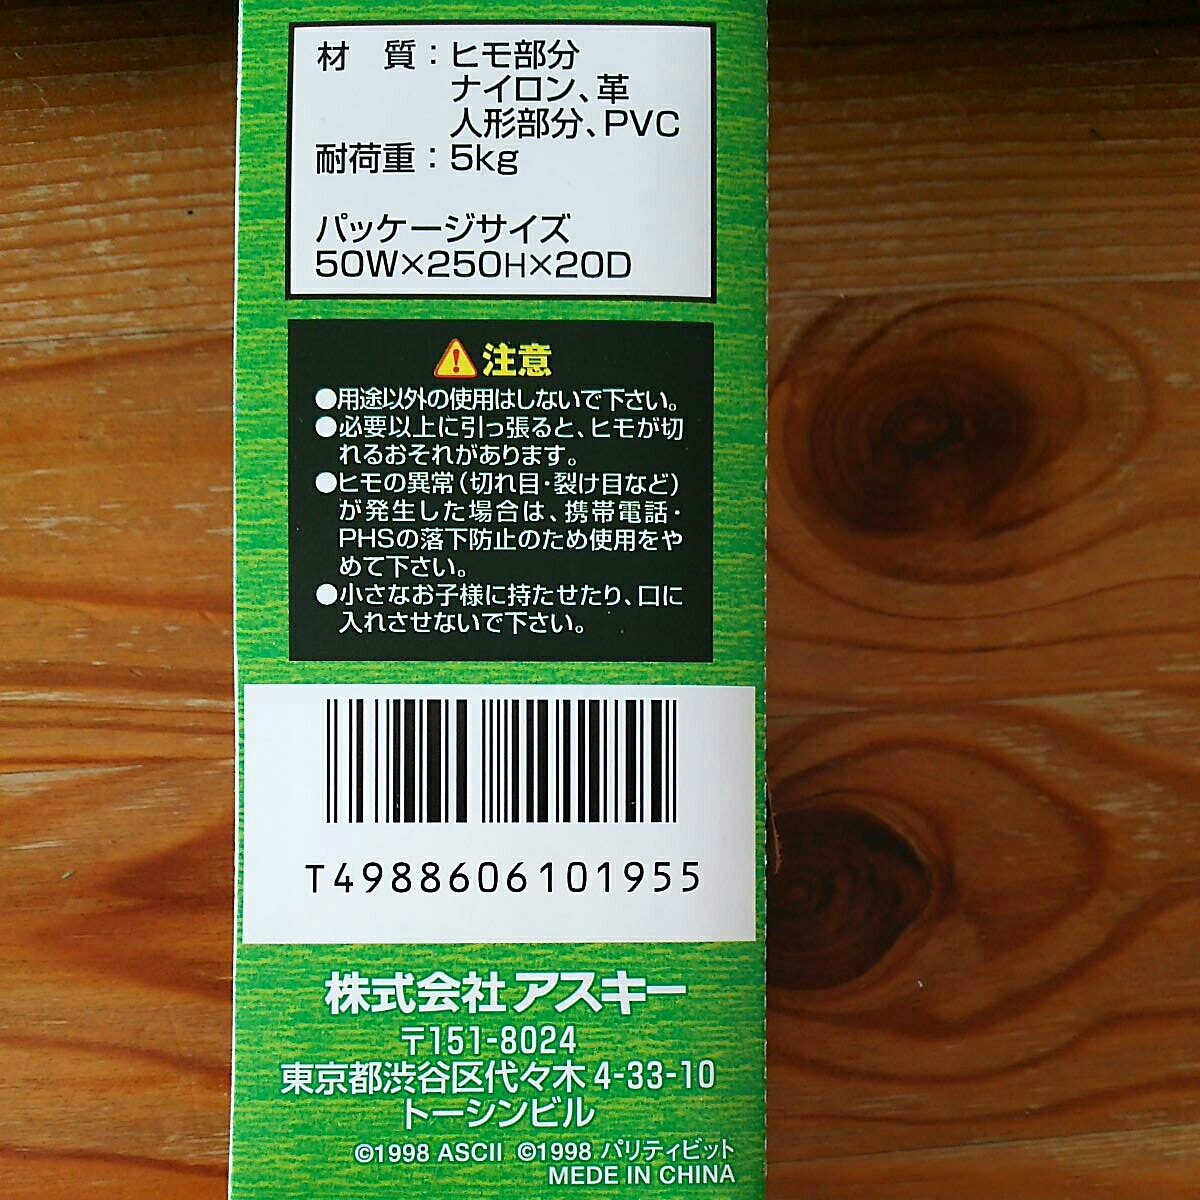 材 質：ヒモ部分
ナイロン、革
人形部分、PVC
耐荷重：5kg
パッケージサイズ
50W×250H×20D
注意
●用途以外の使用はしないで下さい。
●必要以上に引っ張ると、ヒモが切
れるおそれがあります。
●ヒモの異常（切れ目・裂け目など）
が発生した場合は、携帯電話・
PHSの落下防止のため使用をや
めて下さい。
●小さなお子様に持たせたり、口に
入れさせないで下さい。
T4988606101955
株式会社アスキー
〒151-8024
東京都渋谷区代々木4-33-10
トーシンビル
©1998 ASCII ©1998 パリティビット
MEDE IN CHINA